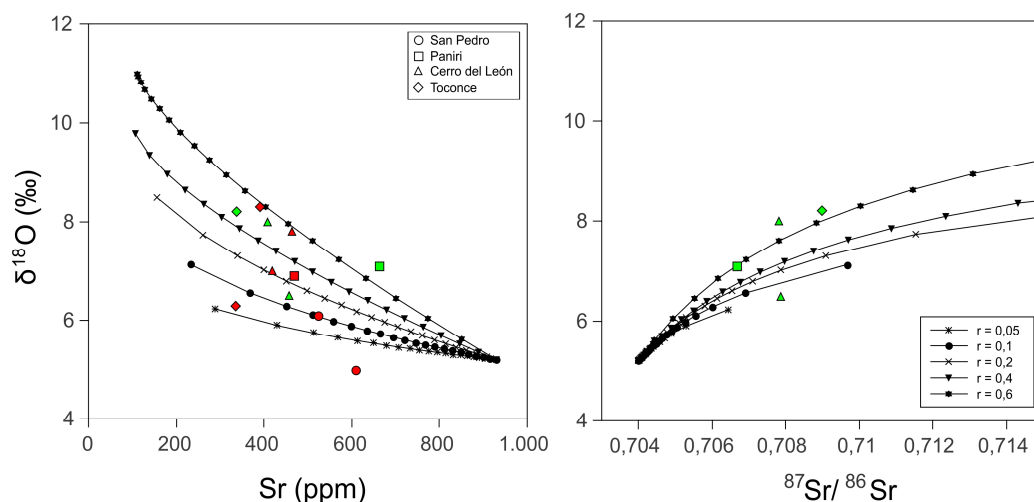 12
10
8
6
4
δ18O (‰)
0
200
400
600
800
1.000
Sr (ppm)
San Pedro
Paniri
Cerro del León
Toconce
12
10
8
6
4
0,704
0,706
0,708
0,71
0,712
0,714
87Sr/ 86 Sr
r = 0,05
r = 0,1
r = 0,2
r = 0,4
r = 0,6